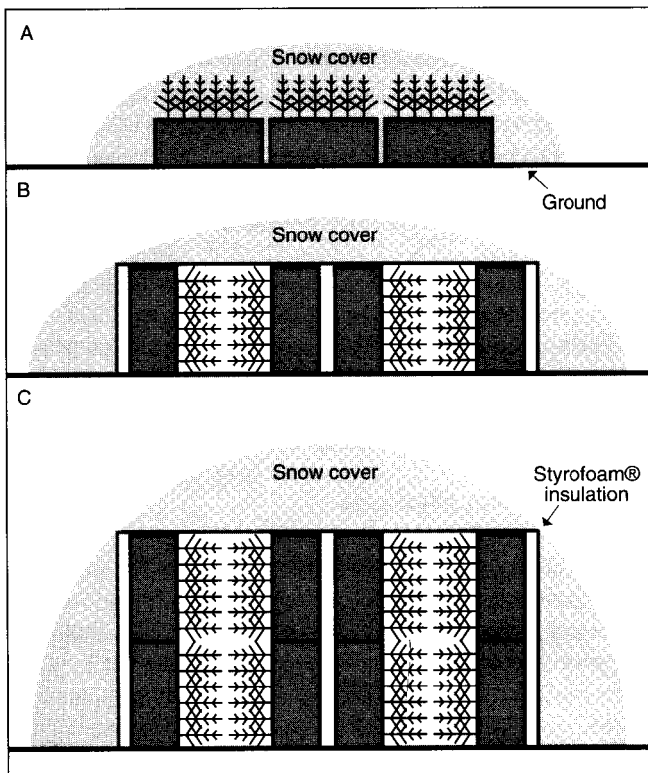 A
Snow cover
Ground
B
Snow cover
C
Snow cover
Styrofoam®
insulation